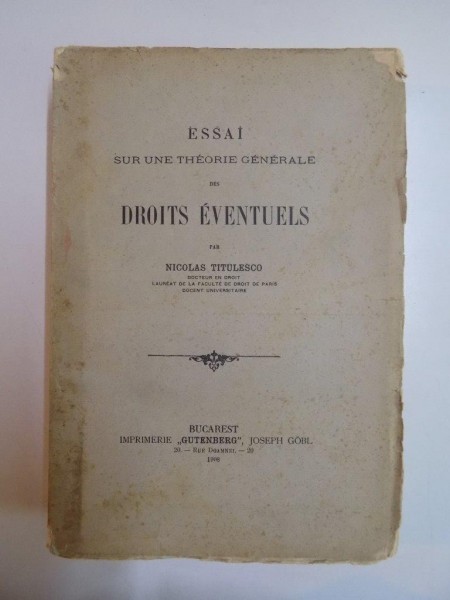 ESSAÍ
SUR UNE THÉORIE GÉNÉRALE
DES
DROITS ÉVENTUELS
PAR
NICOLAS TITULESCO
DOCTEUR EN DROIT
LAURÉAT DE LA FACULTÉ DE DROIT DE PARIS
DOCENT UNIVERSITAIRE
BUCAREST
IMPRIMERIE „GUTENBERG", JOSEPH GÖBL
20 — RUE DOAMNEI, — 20